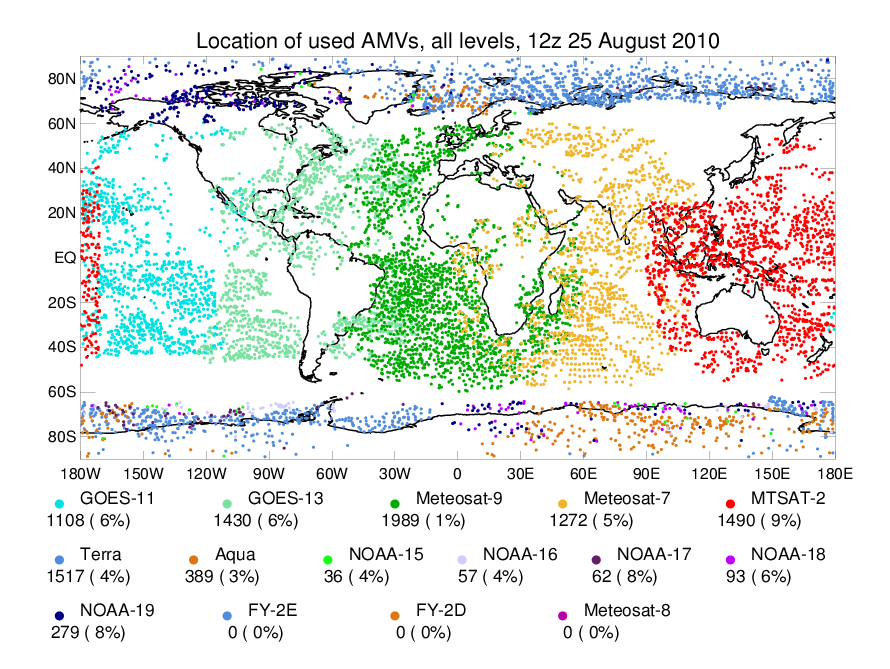 Location of used AMVs, all levels, 12z 25 August 2010
80N
60N
40N
20N
EQ
20S
40S
60S
80S
180W 150W 120W 90W 60W 30W 0 30E 60E 90E 120E 150E 180E
GOES-11 GOES-13 Meteosat-9 Meteosat-7 MTSAT-2
1108 ( 6%) 1430 ( 6%) 1989 ( 1%) 1272 ( 5%) 1490 ( 9%)
Terra Aqua NOAA-15 NOAA-16 NOAA-17 NOAA-18
1517 ( 4%) 389 ( 3%) 36 ( 4%) 57 ( 4%) 62 ( 8%) 93 ( 6%)
NOAA-19 FY-2E FY-2D Meteosat-8
279 ( 8%) 0 ( 0%) 0 ( 0%) 0 ( 0%)